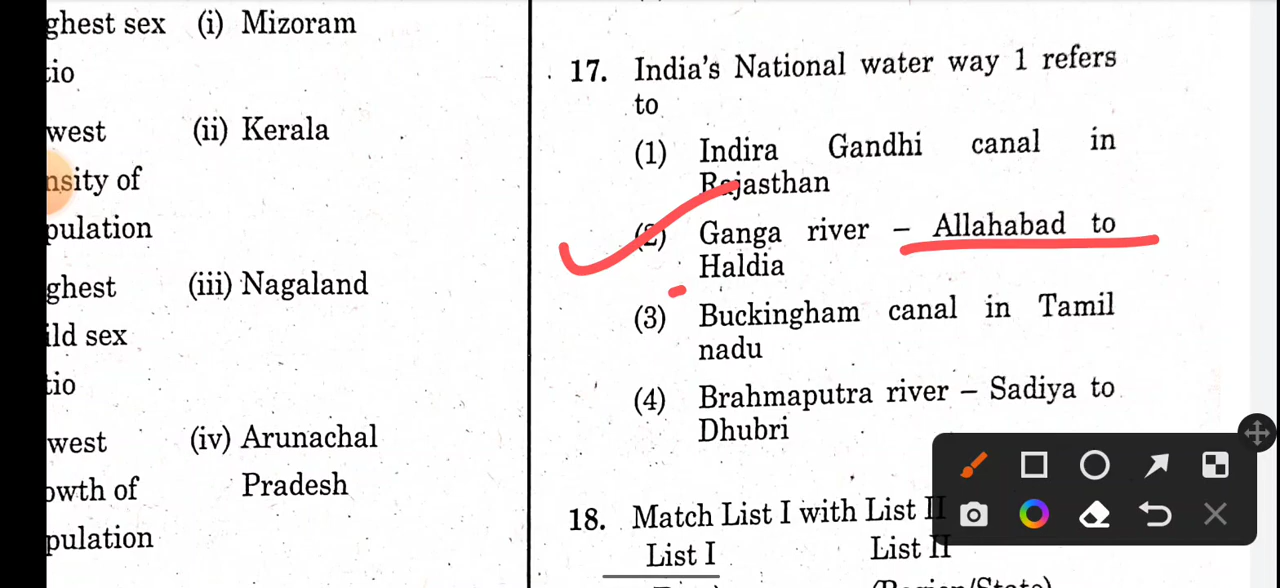 ghest sex (i) Mizoram
tio
west (ii) Kerala
nsity of
pulation
ghest (iii) Nagaland
ild sex
tio
west (iv) Arunachal
owth of Pradesh
pulation
17. India's National water way 1 refers
to
(1) Indira Gandhi canal in
Rajasthan
(2) Ganga river – Allahabad to
Haldia
(3) Buckingham canal in Tamil
nadu
(4) Brahmaputra river – Sadiya to
Dhubri
18. Match List I with List II
List I List II
(Region/State)